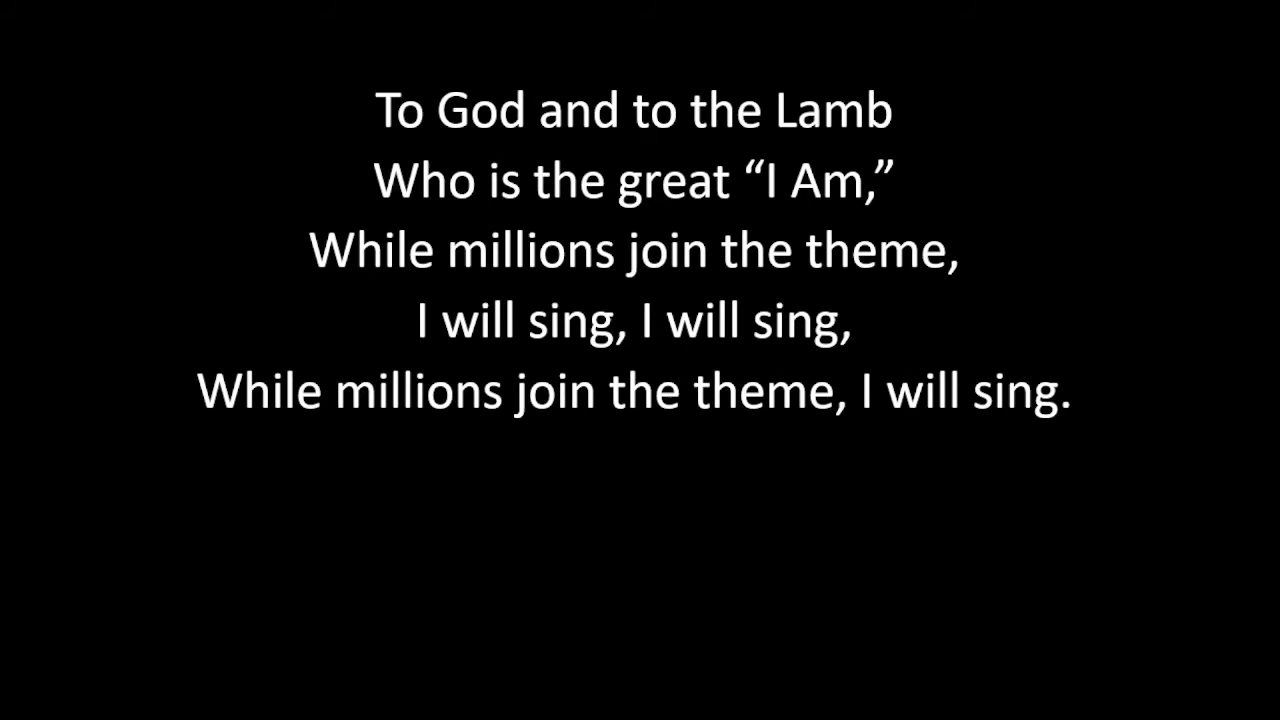 To God and to the Lamb
Who is the great “I Am,”
While millions join the theme,
I will sing, I will sing,
While millions join the theme, I will sing.